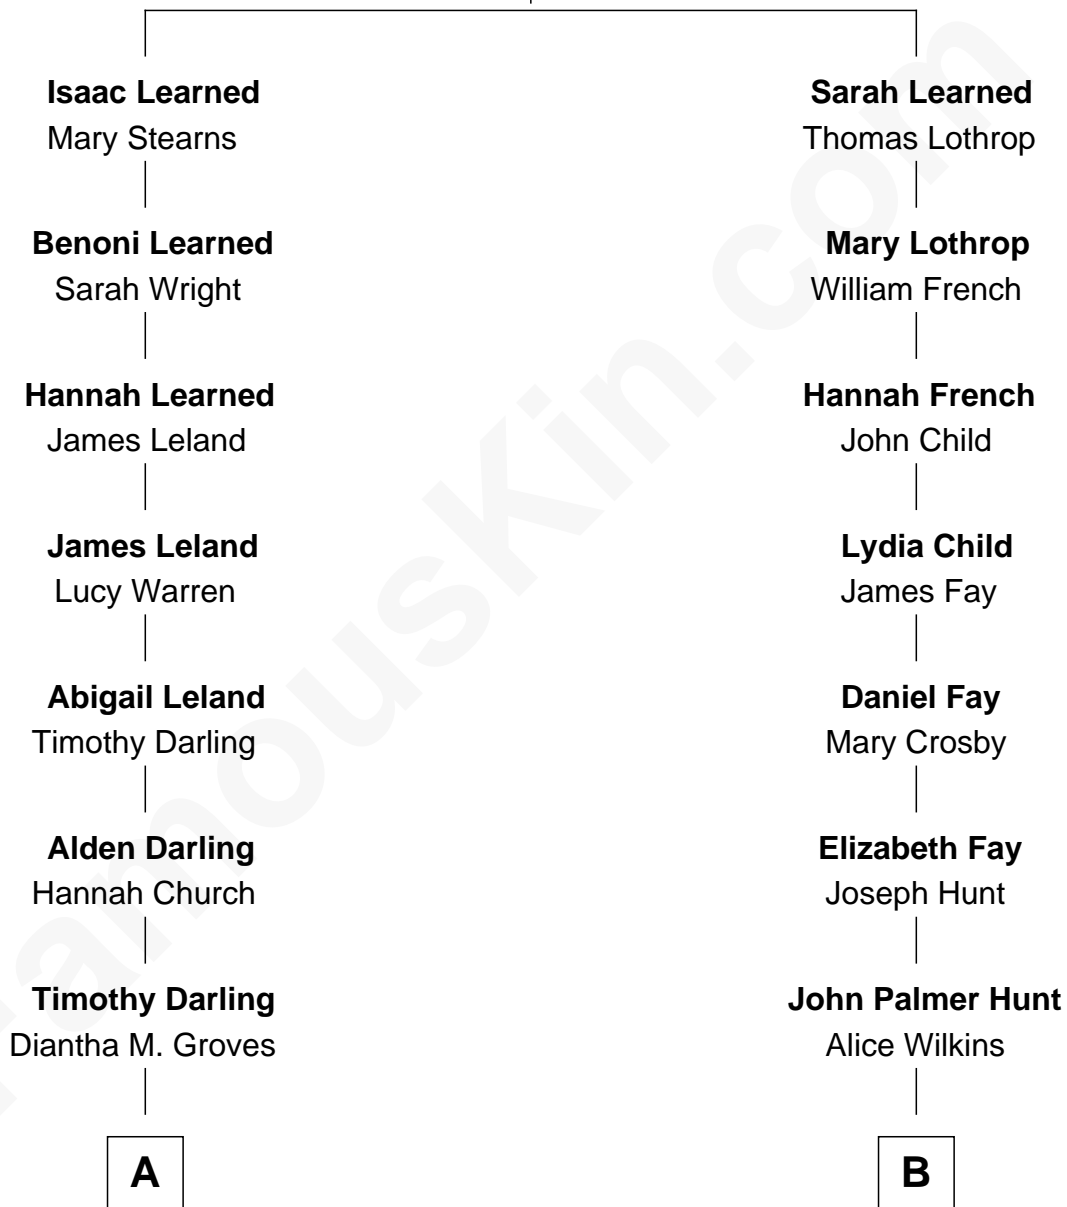 Isaac Learned
Mary Stearns
Benoni Learned
Sarah Wright
Hannah Learned
James Leland
James Leland
Lucy Warren
Abigail Leland
Timothy Darling
Alden Darling
Hannah Church
Timothy Darling
Diantha M. Groves
A
Sarah Learned
Thomas Lothrop
Mary Lothrop
William French
Hannah French
John Child
Lydia Child
James Fay
Daniel Fay
Mary Crosby
Elizabeth Fay
Joseph Hunt
John Palmer Hunt
Alice Wilkins
B
FamousKin.com